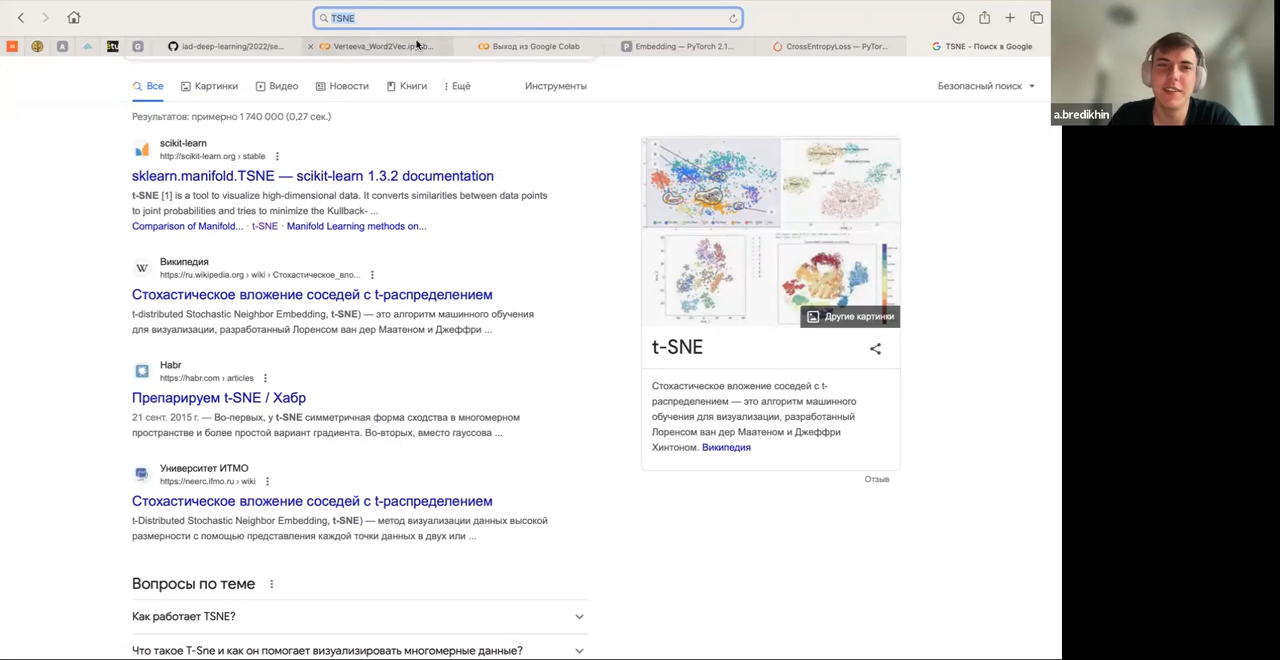 TSNE
iad-deep-learning/2022/se...
Verteeva_Word2Vec.ipynb...
Выход из Google Colab
Embedding — PyTorch 2.1...
CrossEntropyLoss — PyTor...
TSNE - Поиск в Google
a.bredikhin
Все
Картинки
Видео
Новости
Книги
Ещё
Инструменты
Безопасный поиск
Результатов: примерно 1 740 000 (0,27 сек.)
scikit-learn
http://scikit-learn.org › stable
sklearn.manifold.TSNE — scikit-learn 1.3.2 documentation
t-SNE [1] is a tool to visualize high-dimensional data. It converts similarities between data points
to joint probabilities and tries to minimize the Kullback- ...
Comparison of Manifold... · t-SNE · Manifold Learning methods on...
Википедия
https://ru.wikipedia.org › wiki › Стохастическое_вло...
Стохастическое вложение соседей с t-распределением
t-distributed Stochastic Neighbor Embedding, t-SNE) — это алгоритм машинного обучения
для визуализации, разработанный Лоренсом ван дер Маатеном и Джеффри ...
Habr
https://habr.com › articles
Препарируем t-SNE / Хабр
21 сент. 2015 г. — Во-первых, у t-SNE симметричная форма сходства в многомерном
пространстве и более простой вариант градиента. Во-вторых, вместо гауссова ...
Университет ИТМО
https://neerc.ifmo.ru › wiki
Стохастическое вложение соседей с t-распределением
t-Distributed Stochastic Neighbor Embedding, t-SNE) — метод визуализации данных высокой
размерности с помощью представления каждой точки данных в двух или ...
Вопросы по теме
Как работает TSNE?
Что такое T-Sne и как он помогает визуализировать многомерные данные?
Другие картинки
t-SNE
Стохастическое вложение соседей с t-
распределением — это алгоритм машинного
обучения для визуализации, разработанный
Лоренсом ван дер Маатеном и Джеффри
Хинтоном. Википедия
Отзыв